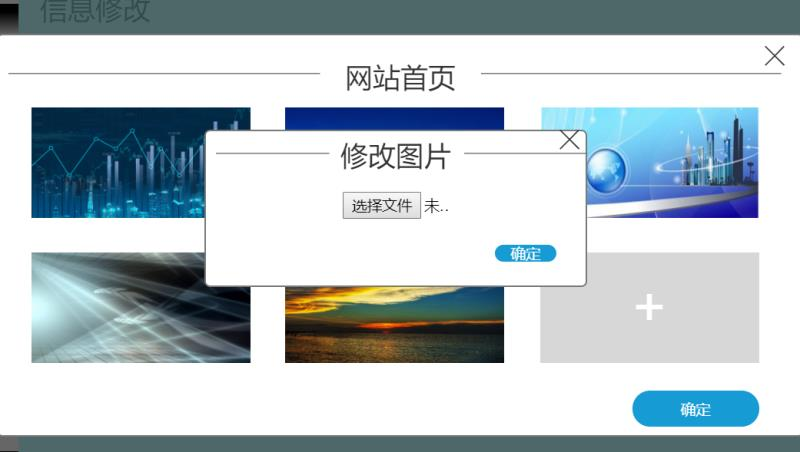 信息修改
网站首页
修改图片
选择文件 未..
确定
确定